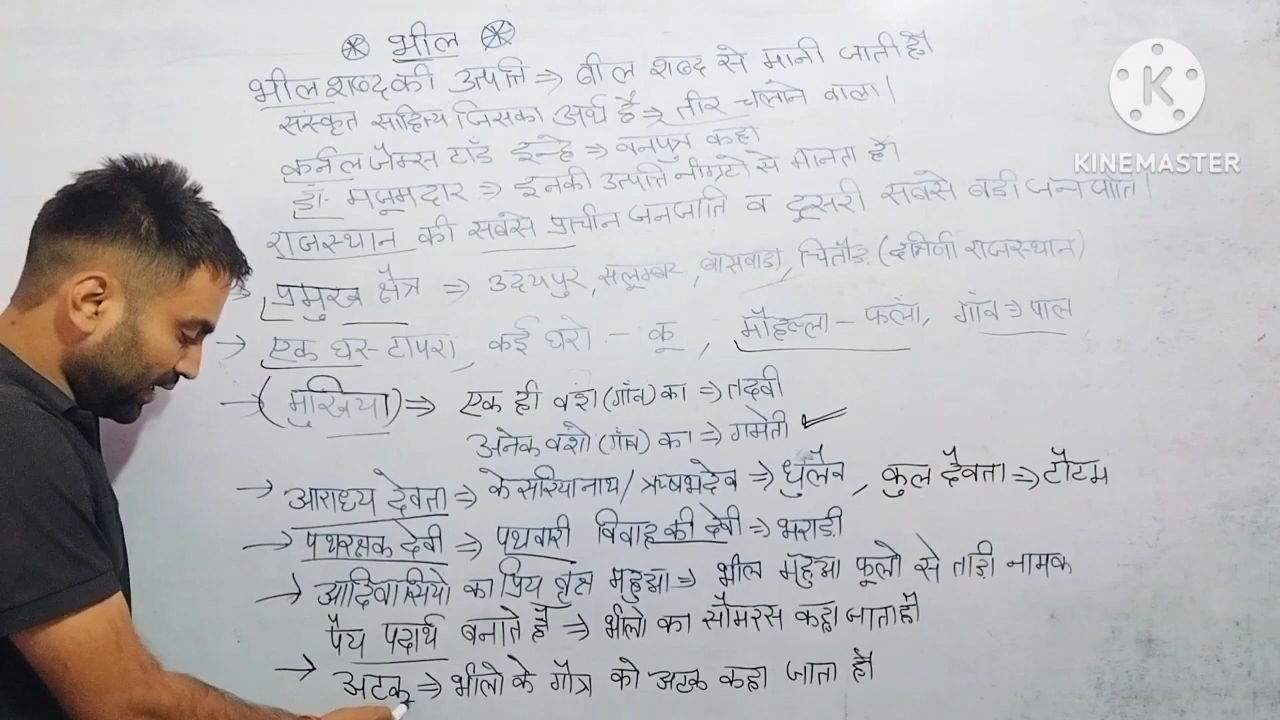 भील
भील शब्द की उत्पत्ति ⇒ बील शब्द से मानी जाती है।
संस्कृत साहित्य जिसका अर्थ है ⇒ तीर चलाने वाला।
कर्नल जैम्स टॉड इन्हे ⇒ वनपुत्र कहा
डॉ. मजूमदार ⇒ इनकी उत्पत्ति नीग्रटो से मानता है।
राजस्थान की सबसे प्राचीन जनजाति व दूसरी सबसे बडी जनजाति।
→ प्रमुख क्षैत्र ⇒ उदयपुर, सलूम्बर, बासवाडा, चितौड (दक्षिणी राजस्थान)
→ एक घर - टापरा, कई घरो - कू, मौहल्ला - फलां, गॉव ⇒ पाल
→ (मुखिया) ⇒ एक ही वंश (गॉव) का ⇒ तदवी
अनेक वंशो (गॉव) का ⇒ गमेती
→ आराध्य देवता ⇒ केसरियानाथ / ऋषभदेव ⇒ धुलैव, कुल दैवता ⇒ टौटम
→ पथरक्षक देवी ⇒ पथवारी विवाह की देवी ⇒ भराडी
→ आदिवासियो का प्रिय वृक्ष महुआ ⇒ भील महुआ फूलो से ताडी नामक
पैय पदार्थ बनाते है ⇒ भीलो का सौमरस कहा जाता है।
→ अटक ⇒ भीलो के गौत्र को अटक कहा जाता है।
K
KINEMASTER